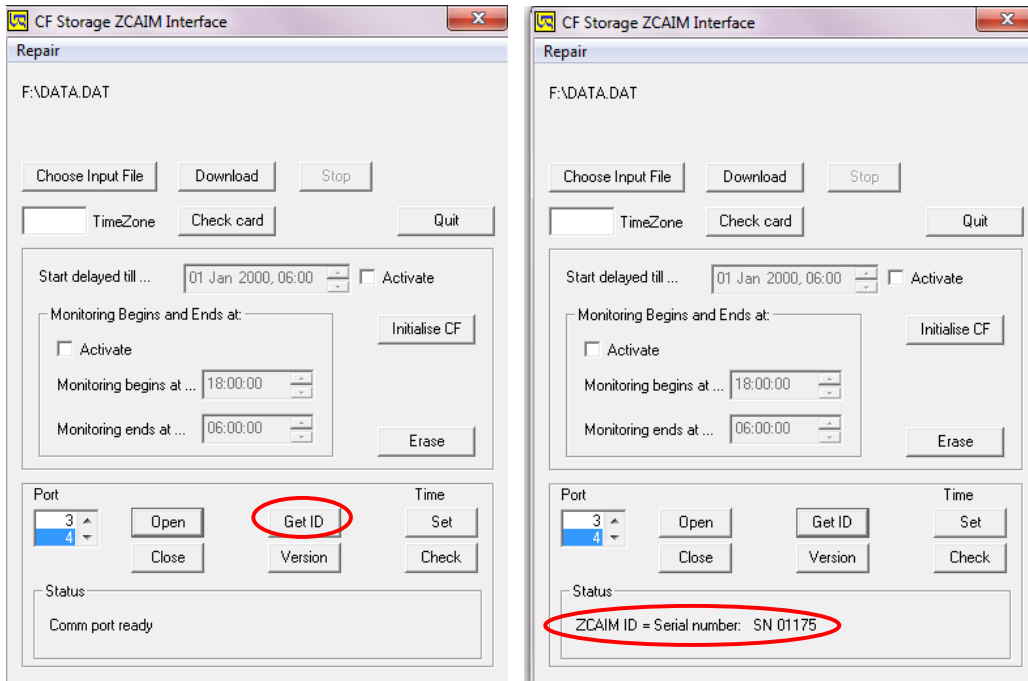 CF Storage ZCAIM Interface
Repair
F:\DATA.DAT
Choose Input File Download Stop
TimeZone Check card Quit
Start delayed till ... 01 Jan 2000, 06:00 Activate
Monitoring Begins and Ends at:
Initialise CF
Activate
Monitoring begins at ... 18:00:00
Monitoring ends at ... 06:00:00
Erase
Port Time
3 Open Get ID Set
4 Close Version Check
Status
Comm port ready
CF Storage ZCAIM Interface
Repair
F:\DATA.DAT
Choose Input File Download Stop
TimeZone Check card Quit
Start delayed till ... 01 Jan 2000, 06:00 Activate
Monitoring Begins and Ends at:
Initialise CF
Activate
Monitoring begins at ... 18:00:00
Monitoring ends at ... 06:00:00
Erase
Port Time
3 Open Get ID Set
4 Close Version Check
Status
ZCAIM ID = Serial number: SN 01175